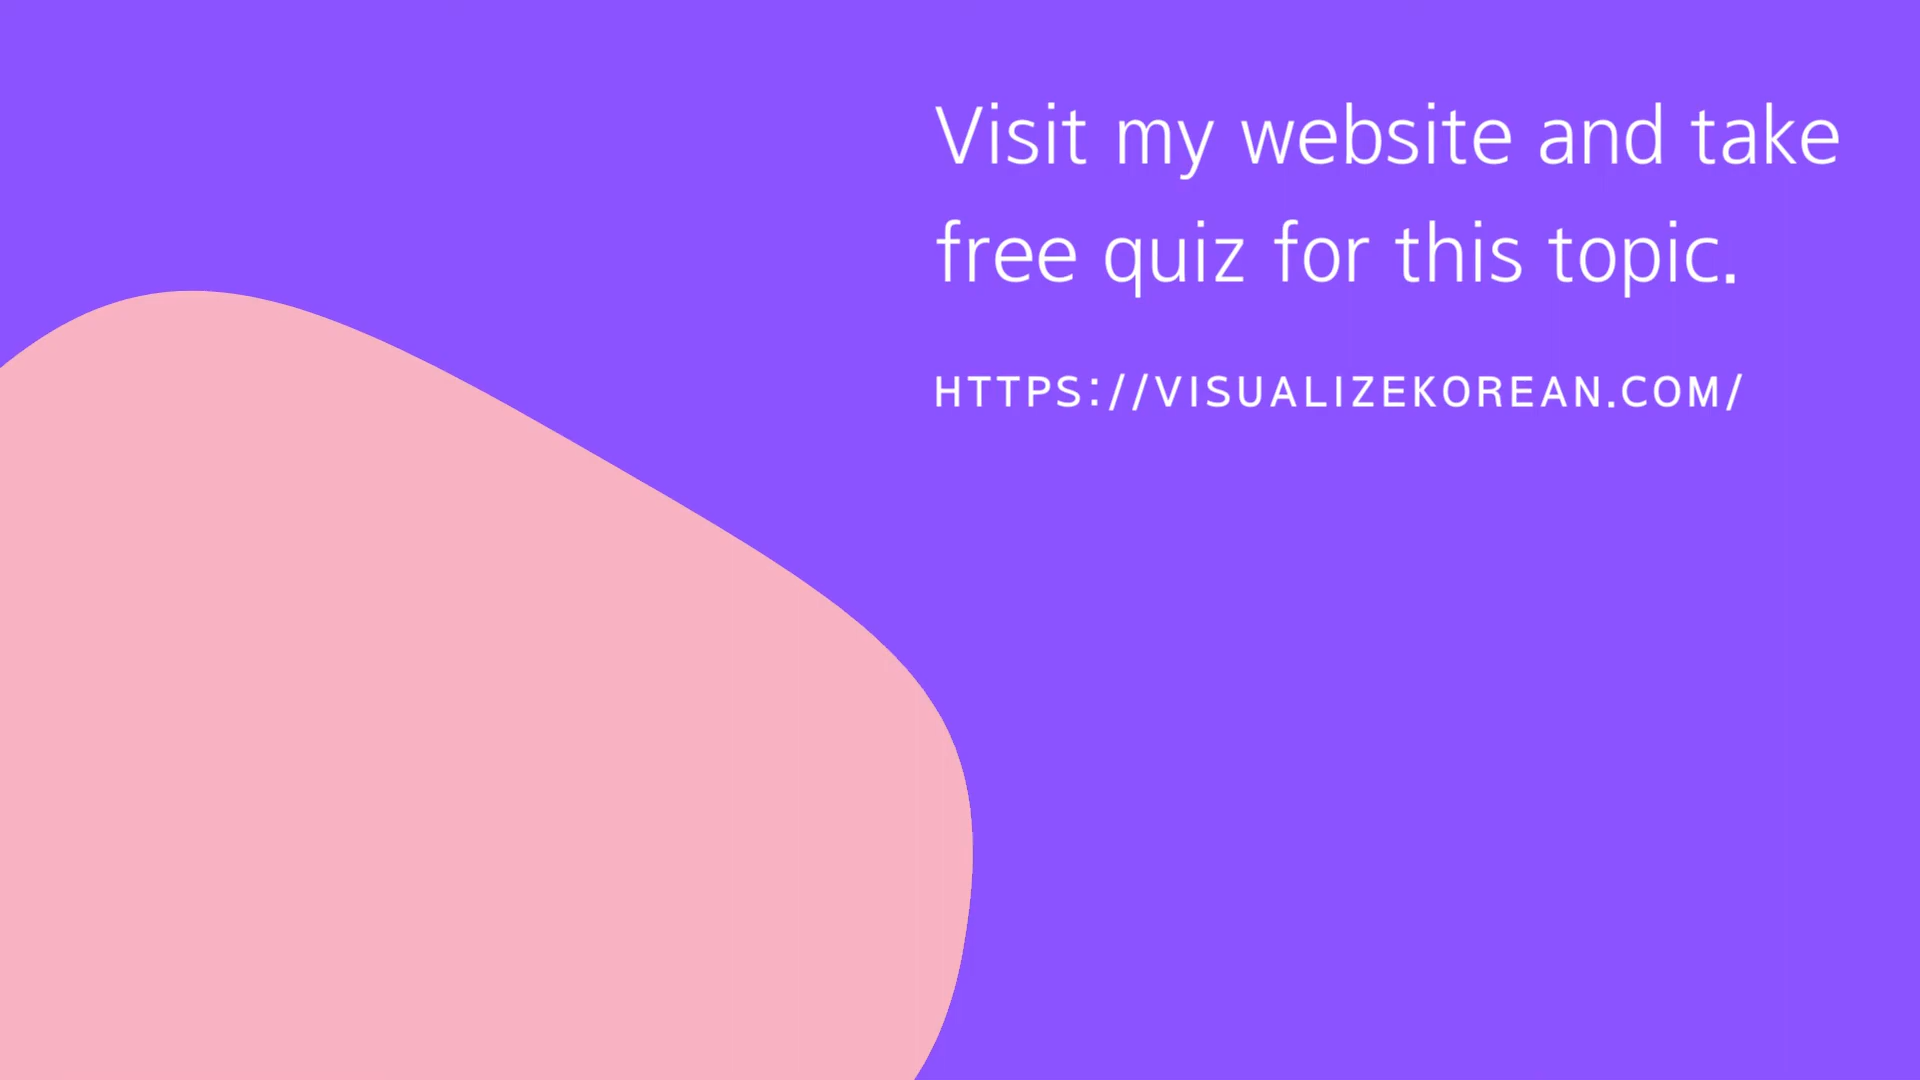 Visit my website and take
free quiz for this topic.
HTTPS://VISUALIZEKOREAN.COM/